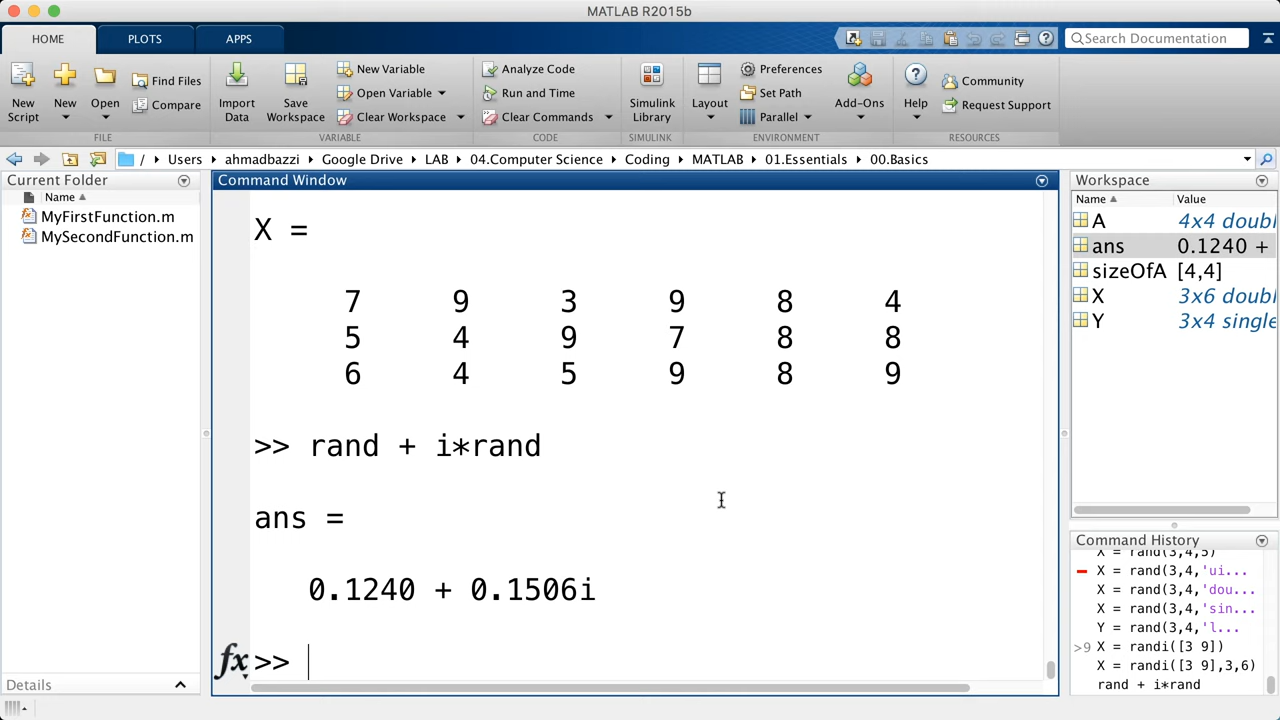 MATLAB R2015b
HOME PLOTS APPS
Search Documentation
New Script
New
Open
Find Files
Compare
FILE
Import Data
Save Workspace
New Variable
Open Variable
Clear Workspace
VARIABLE
Analyze Code
Run and Time
Clear Commands
CODE
Simulink Library
SIMULINK
Layout
Preferences
Set Path
Parallel
ENVIRONMENT
Add-Ons
Help
Community
Request Support
RESOURCES
/ Users ahmadbazzi Google Drive LAB 04.Computer Science Coding MATLAB 01.Essentials 00.Basics
Current Folder
Name
MyFirstFunction.m
MySecondFunction.m
Details
Command Window
X =
7 9 3 9 8 4
5 4 9 7 8 8
6 4 5 9 8 9
>> rand + i*rand
ans =
0.1240 + 0.1506i
fx >>
Workspace
Name Value
A 4x4 doubl
ans 0.1240 +
sizeOfA [4,4]
X 3x6 doubl
Y 3x4 single
Command History
X = rand(3,4,5)
X = rand(3,4,'ui...
X = rand(3,4,'dou...
X = rand(3,4,'sin...
Y = rand(3,4,'l...
>9 X = randi([3 9])
X = randi([3 9],3,6)
rand + i*rand